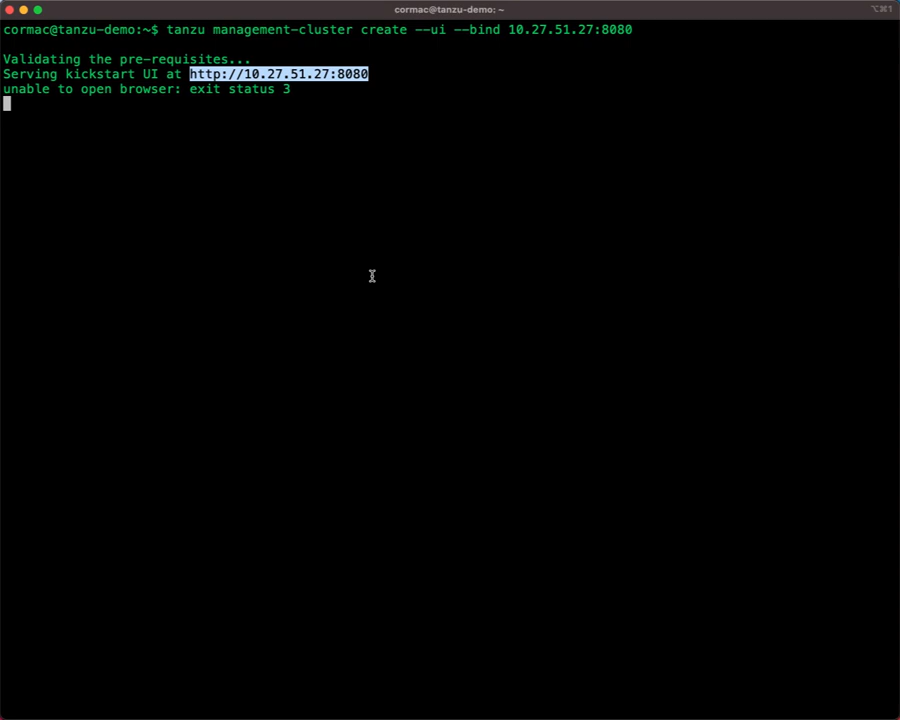 cormac@tanzu-demo: ~
⌥⌘1
cormac@tanzu-demo:~$ tanzu management-cluster create --ui --bind 10.27.51.27:8080
Validating the pre-requisites...
Serving kickstart UI at http://10.27.51.27:8080
unable to open browser: exit status 3